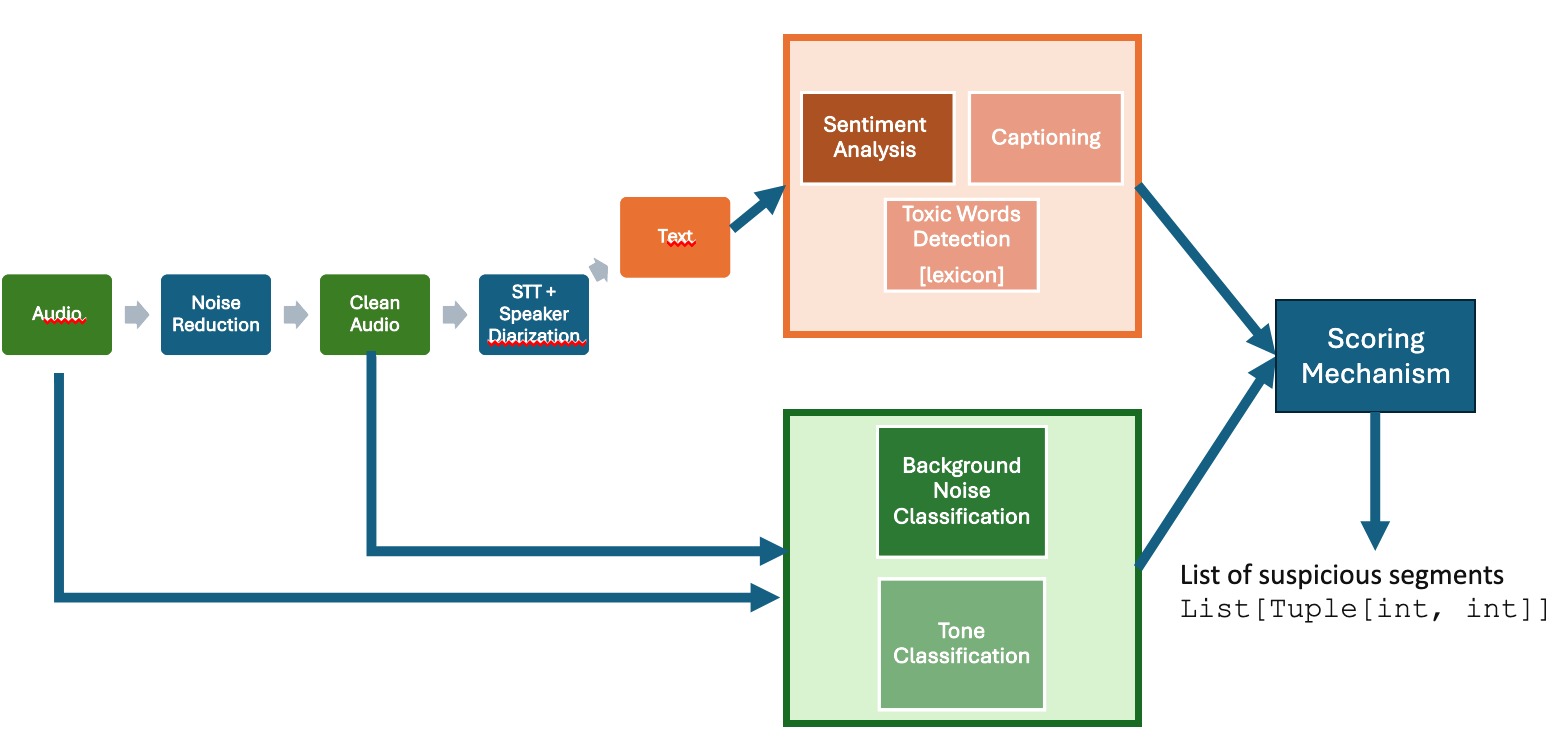 Audio
Noise
Reduction
Clean
Audio
STT +
Speaker
Diarization
Text
Sentiment
Analysis
Captioning
Toxic Words
Detection
[lexicon]
Background
Noise
Classification
Tone
Classification
Scoring
Mechanism
List of suspicious segments
List[Tuple[int, int]]